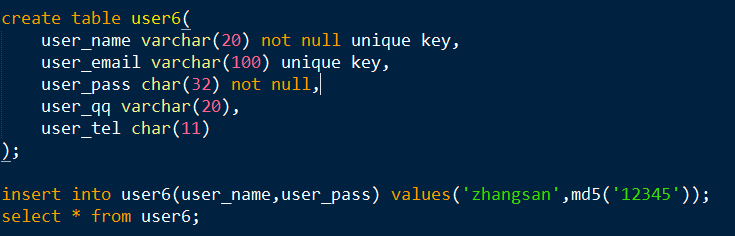 create table user6(
    user_name varchar(20) not null unique key,
    user_email varchar(100) unique key,
    user_pass char(32) not null,
    user_qq varchar(20),
    user_tel char(11)
);
insert into user6(user_name,user_pass) values('zhangsan',md5('12345'));
select * from user6;